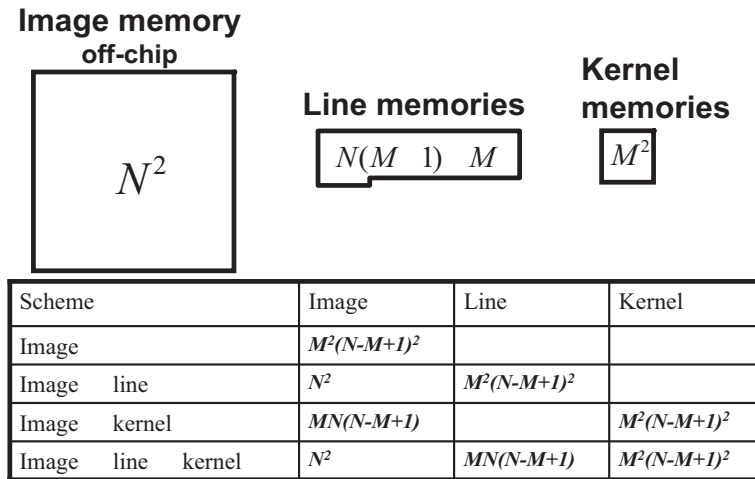 Image memory
off-chip
N²
Line memories
N(M 1) M
Kernel
memories
M²
Scheme Image Line Kernel
Image M²(N-M+1)²
Image line N² M²(N-M+1)²
Image kernel MN(N-M+1) M²(N-M+1)²
Image line kernel N² MN(N-M+1) M²(N-M+1)²